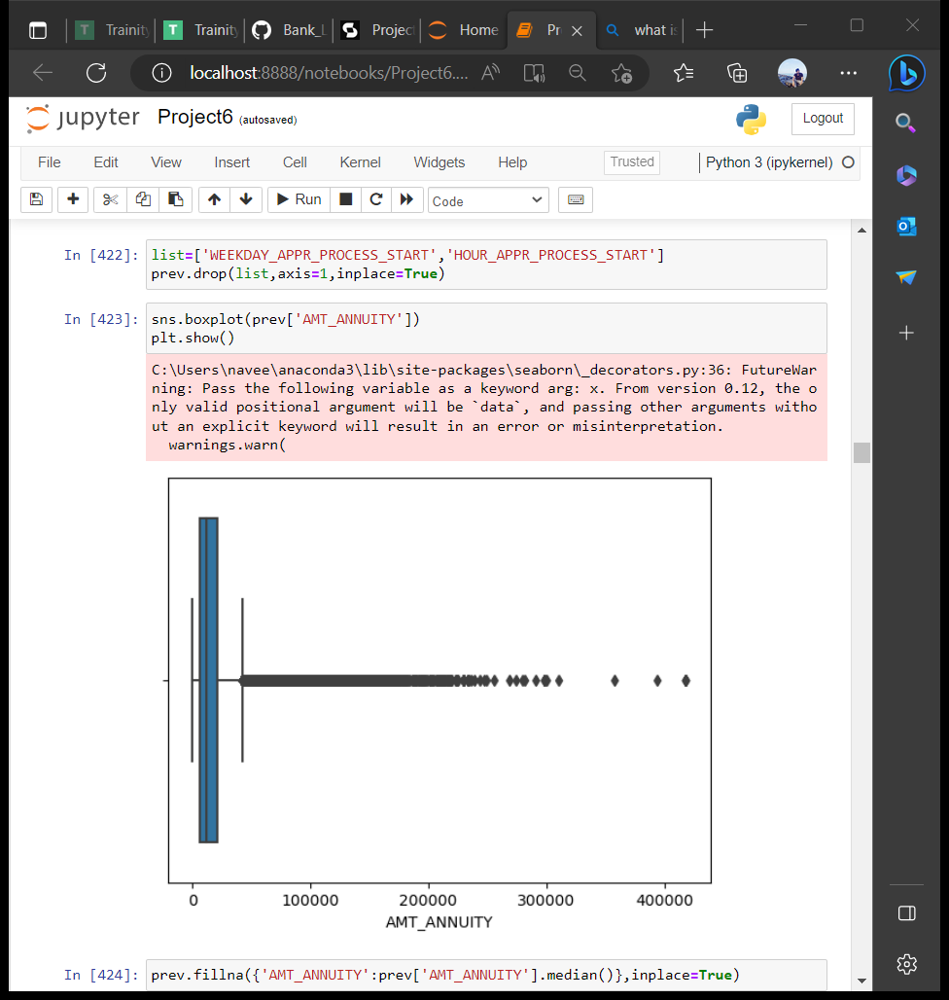 Trainity
Trainity
Bank_L
Project
Home
Pr
what is
localhost:8888/notebooks/Project6....
jupyter Project6 (autosaved)
Logout
File Edit View Insert Cell Kernel Widgets Help Trusted Python 3 (ipykernel)
Run Code
In [422]: list=['WEEKDAY_APPR_PROCESS_START','HOUR_APPR_PROCESS_START']
prev.drop(list,axis=1,inplace=True)
In [423]: sns.boxplot(prev['AMT_ANNUITY'])
plt.show()
C:\Users\navee\anaconda3\lib\site-packages\seaborn\_decorators.py:36: FutureWar
ning: Pass the following variable as a keyword arg: x. From version 0.12, the o
nly valid positional argument will be `data`, and passing other arguments witho
ut an explicit keyword will result in an error or misinterpretation.
warnings.warn(
0 100000 200000 300000 400000
AMT_ANNUITY
In [424]: prev.fillna({'AMT_ANNUITY':prev['AMT_ANNUITY'].median()},inplace=True)